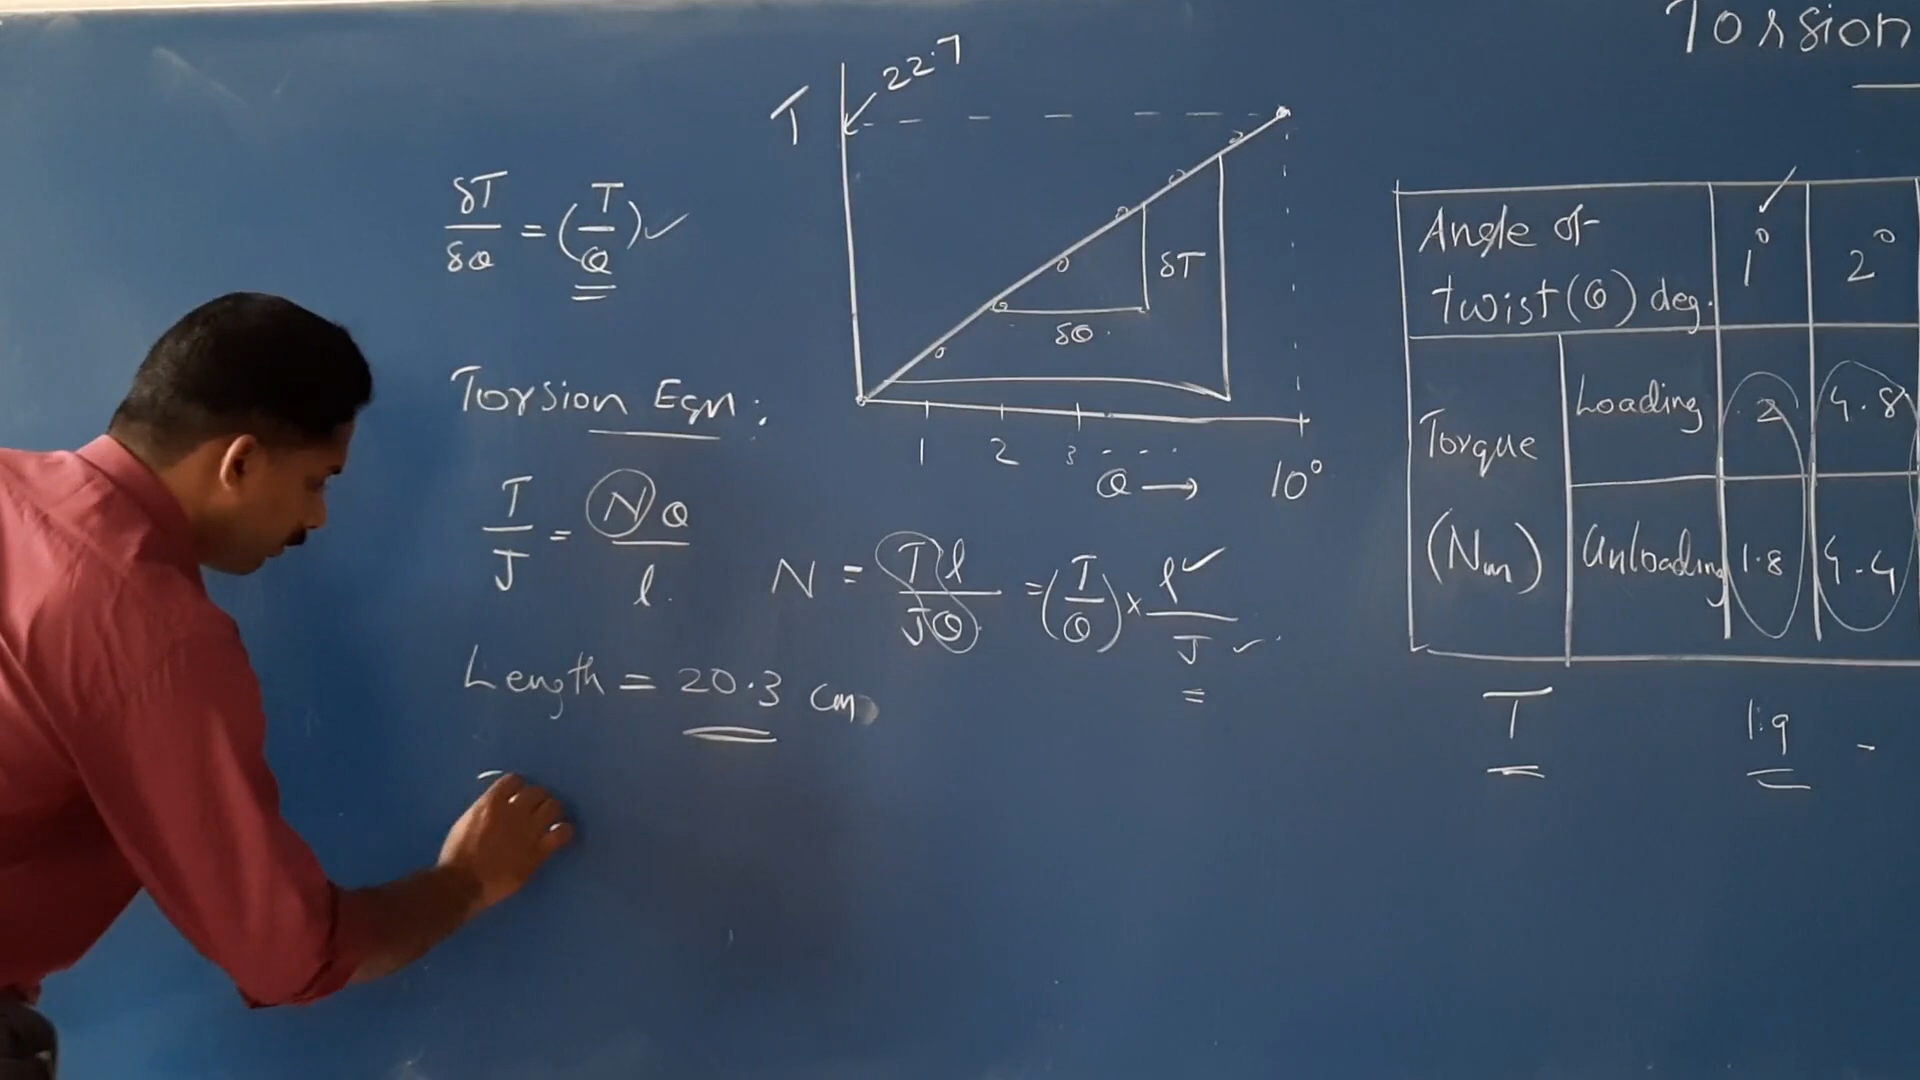 Torsion
22.7
T
δT/δθ = (T/θ) ✓
δT
δθ
1 2 3 . . . . 10°
θ →
Torsion Eqn :
T/J = Nθ/l
N = Tl/Jθ = (T/θ) × l/J
Length = 20.3 cm
Angle of twist (θ) deg. 1° 2°
Torque (Nm)
Loading 2 4.8
Unloading 1.8 4.4
T 1.9 -